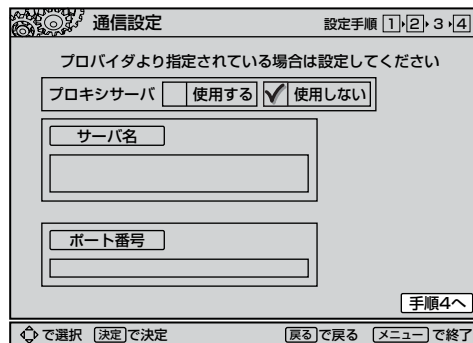 通信設定 設定手順 1 2 3 4
プロバイダより指定されている場合は設定してください
プロキシサーバ 使用する 使用しない
サーバ名
ポート番号
手順4へ
で選択 決定で決定 戻るで戻る メニューで終了